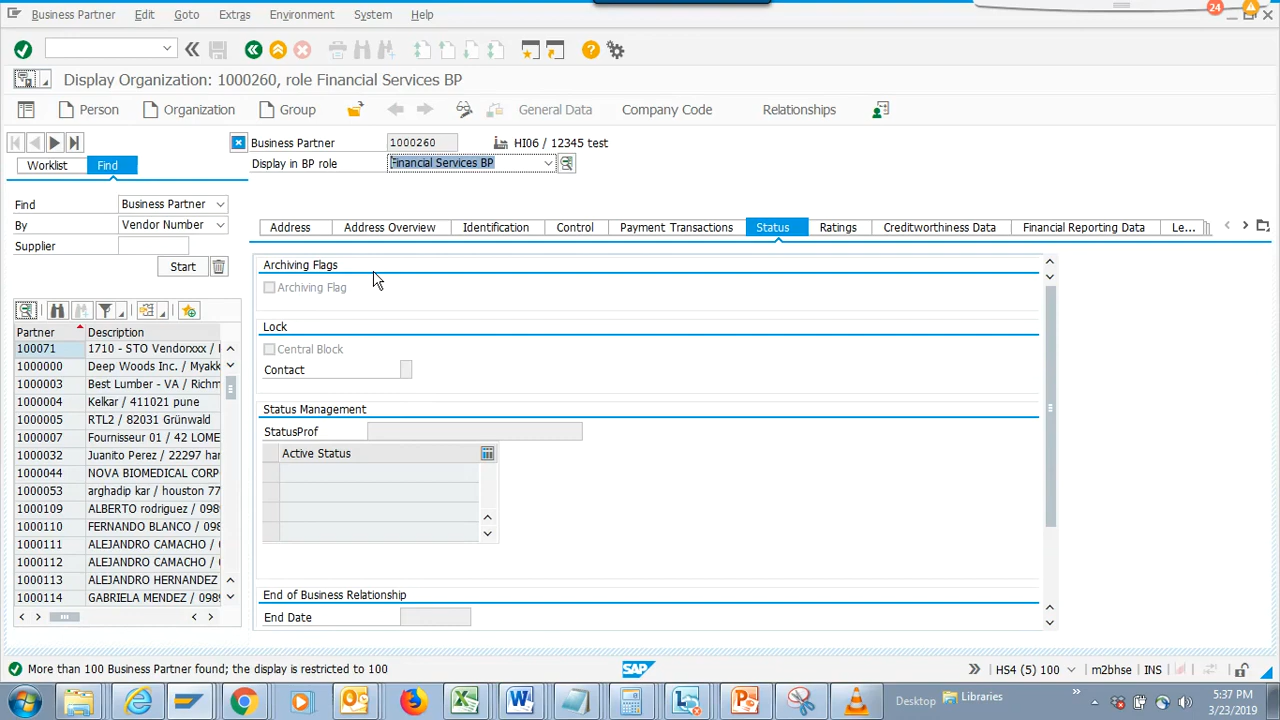 Business Partner Edit Goto Extras Environment System Help
24
Display Organization: 1000260, role Financial Services BP
Person Organization Group General Data Company Code Relationships
Business Partner 1000260 HI06 / 12345 test
Worklist Find Display in BP role Financial Services BP
Find Business Partner
By Vendor Number
Supplier
Start
Address Address Overview Identification Control Payment Transactions Status Ratings Creditworthiness Data Financial Reporting Data Le...
Archiving Flags
Archiving Flag
Lock
Central Block
Contact
Status Management
StatusProf
Active Status
End of Business Relationship
End Date
Partner Description
100071 1710 - STO Vendonxxx /
1000000 Deep Woods Inc. / Myakk
1000003 Best Lumber - VA / Richm
1000004 Kelkar / 411021 pune
1000005 RTL2 / 82031 Grünwald
1000007 Fournisseur 01 / 42 LOME
1000032 Juanito Perez / 22297 har
1000044 NOVA BIOMEDICAL CORP
1000053 arghadip kar / houston 77
1000109 ALBERTO rodriguez / 098
1000110 FERNANDO BLANCO / 098
1000111 ALEJANDRO CAMACHO / 
1000112 ALEJANDRO CAMACHO / 
1000113 ALEJANDRO HERNANDEZ
1000114 GABRIELA MENDEZ / 098
More than 100 Business Partner found; the display is restricted to 100
SAP
HS4 (5) 100 m2bhse INS
Desktop Libraries
5:37 PM
3/23/2019